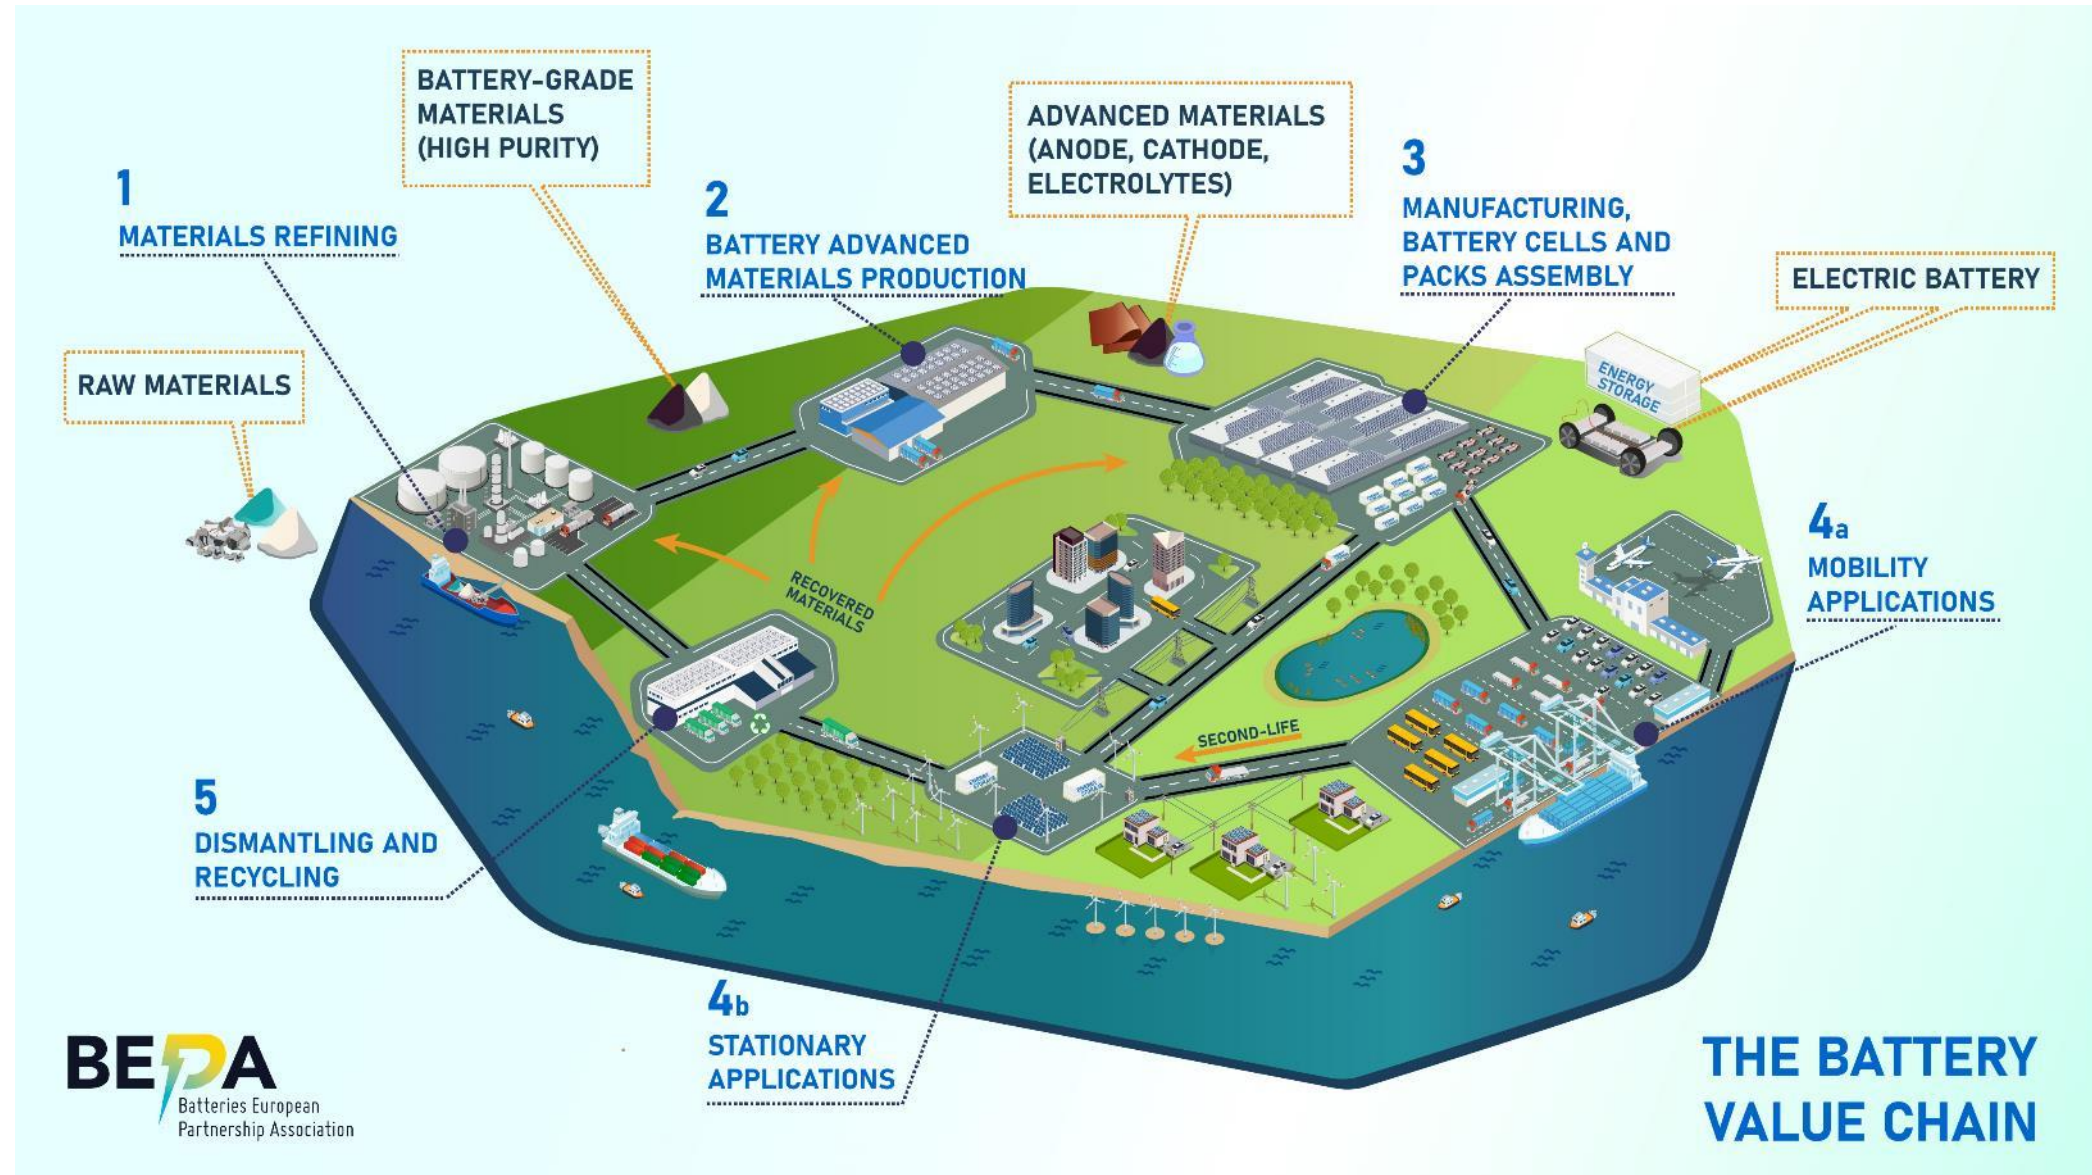 BATTERY-GRADE
MATERIALS
(HIGH PURITY)
ADVANCED MATERIALS
(ANODE, CATHODE,
ELECTROLYTES)
1
MATERIALS REFINING
2
BATTERY ADVANCED
MATERIALS PRODUCTION
3
MANUFACTURING,
BATTERY CELLS AND
PACKS ASSEMBLY
ELECTRIC BATTERY
RAW MATERIALS
ENERGY
STORAGE
4a
MOBILITY
APPLICATIONS
RECOVERED
MATERIALS
SECOND-LIFE
5
DISMANTLING AND
RECYCLING
4b
STATIONARY
APPLICATIONS
BEPA
Batteries European
Partnership Association
THE BATTERY
VALUE CHAIN